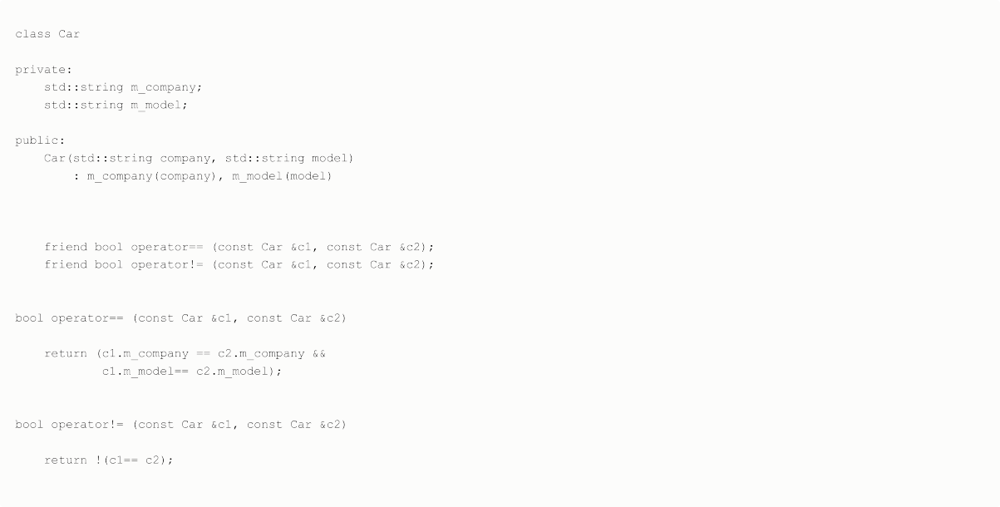 class Car
private:
    std::string m_company;
    std::string m_model;
public:
    Car(std::string company, std::string model)
        : m_company(company), m_model(model)
    friend bool operator== (const Car &c1, const Car &c2);
    friend bool operator!= (const Car &c1, const Car &c2);
bool operator== (const Car &c1, const Car &c2)
    return (c1.m_company == c2.m_company &&
            c1.m_model== c2.m_model);
bool operator!= (const Car &c1, const Car &c2)
    return !(c1== c2);